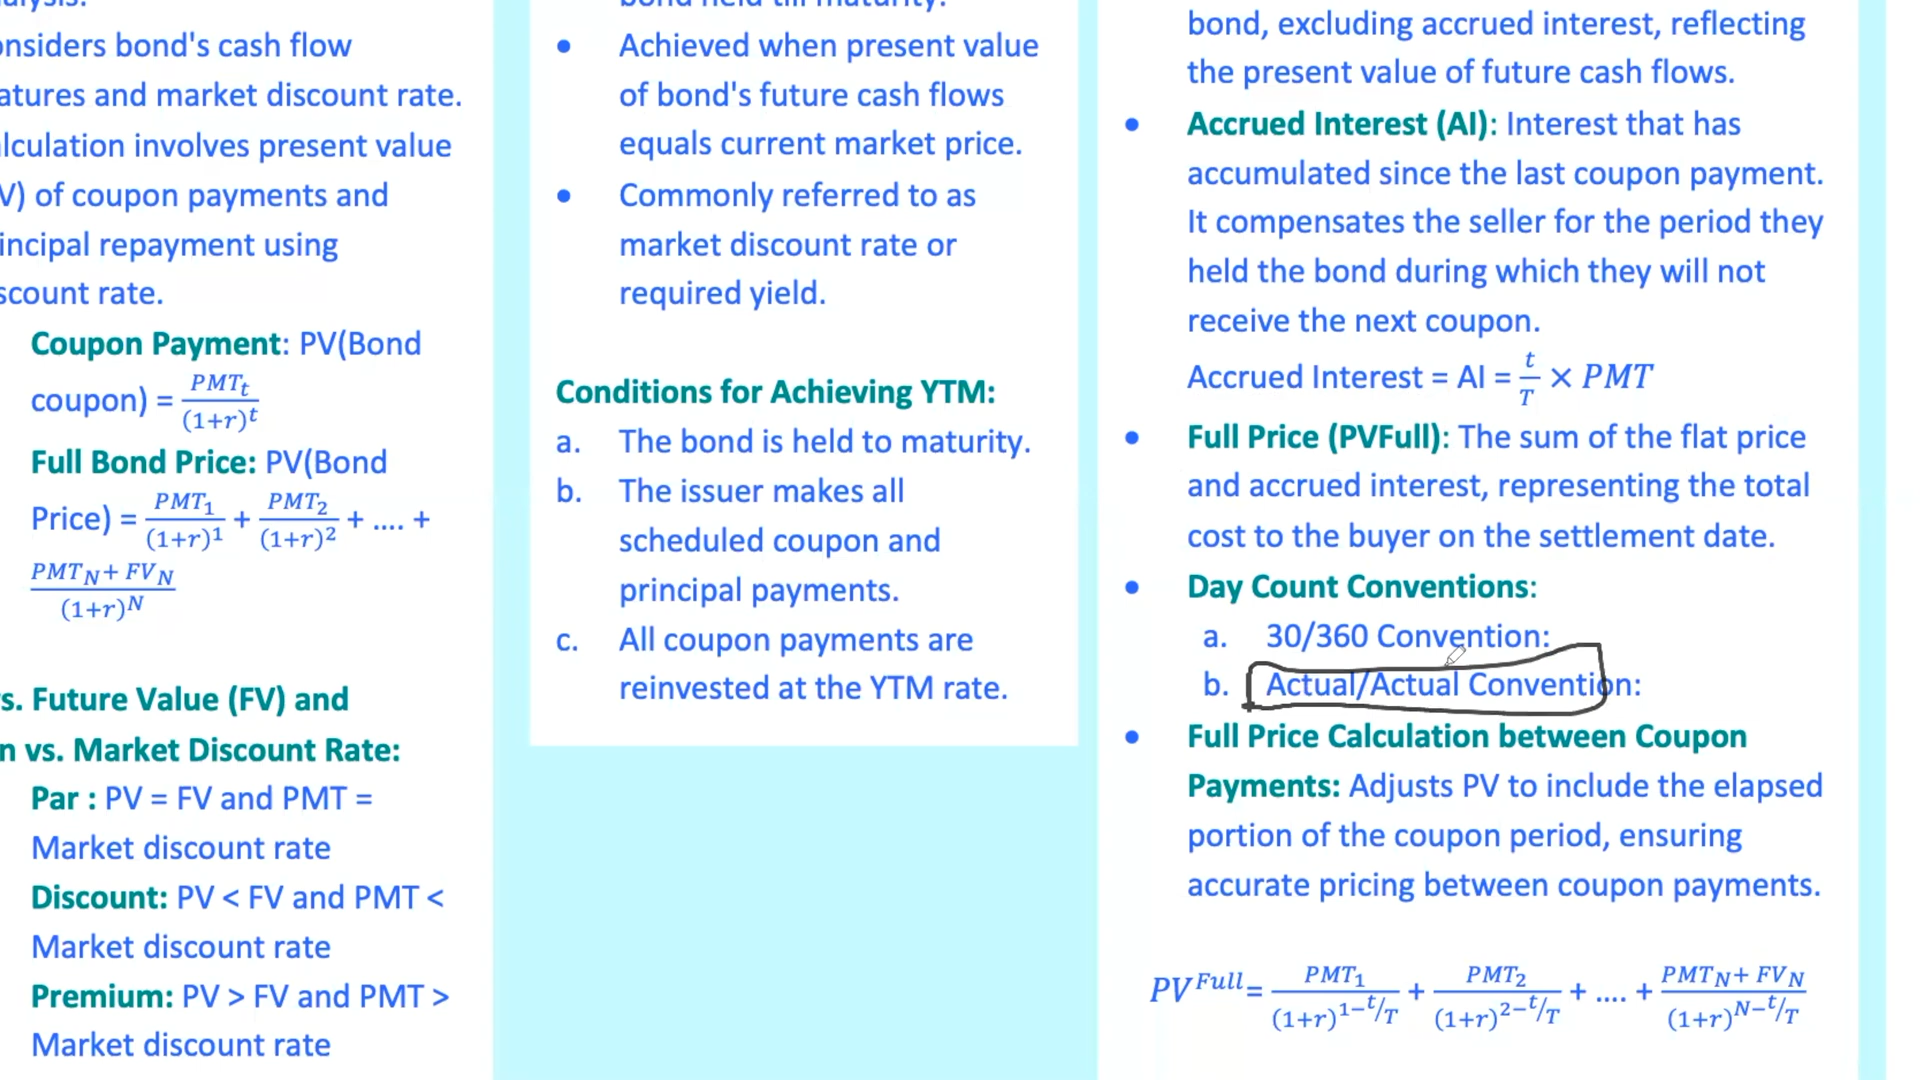 onsiders bond's cash flow
atures and market discount rate.
lculation involves present value
V) of coupon payments and
incipal repayment using
scount rate.
Coupon Payment: PV(Bond
coupon) = PMTₜ/(1+r)ᵗ
Full Bond Price: PV(Bond
Price) = PMT₁/(1+r)¹ + PMT₂/(1+r)² + .... +
PMT_N+ FV_N/(1+r)^N
s. Future Value (FV) and
n vs. Market Discount Rate:
Par : PV = FV and PMT =
Market discount rate
Discount: PV < FV and PMT <
Market discount rate
Premium: PV > FV and PMT >
Market discount rate
bond held till maturity.
• Achieved when present value
of bond's future cash flows
equals current market price.
• Commonly referred to as
market discount rate or
required yield.
Conditions for Achieving YTM:
a. The bond is held to maturity.
b. The issuer makes all
scheduled coupon and
principal payments.
c. All coupon payments are
reinvested at the YTM rate.
bond, excluding accrued interest, reflecting
the present value of future cash flows.
• Accrued Interest (AI): Interest that has
accumulated since the last coupon payment.
It compensates the seller for the period they
held the bond during which they will not
receive the next coupon.
Accrued Interest = AI = t/T × PMT
• Full Price (PVFull): The sum of the flat price
and accrued interest, representing the total
cost to the buyer on the settlement date.
• Day Count Conventions:
a. 30/360 Convention:
b. Actual/Actual Convention:
• Full Price Calculation between Coupon
Payments: Adjusts PV to include the elapsed
portion of the coupon period, ensuring
accurate pricing between coupon payments.
PV^Full = PMT₁/(1+r)^1−t/T + PMT₂/(1+r)^2−t/T + .... + PMT_N+ FV_N/(1+r)^N−t/T